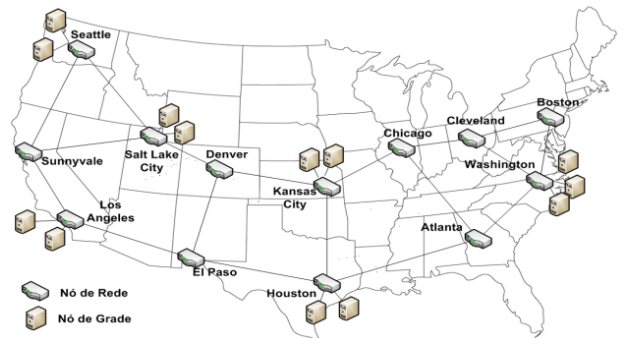 Seattle
Boston
Cleveland
Chicago
Salt Lake
City
Denver
Washington
Sunnyvale
Kansas
City
Los
Angeles
Atlanta
El Paso
Houston
Nó de Rede
Nó de Grade